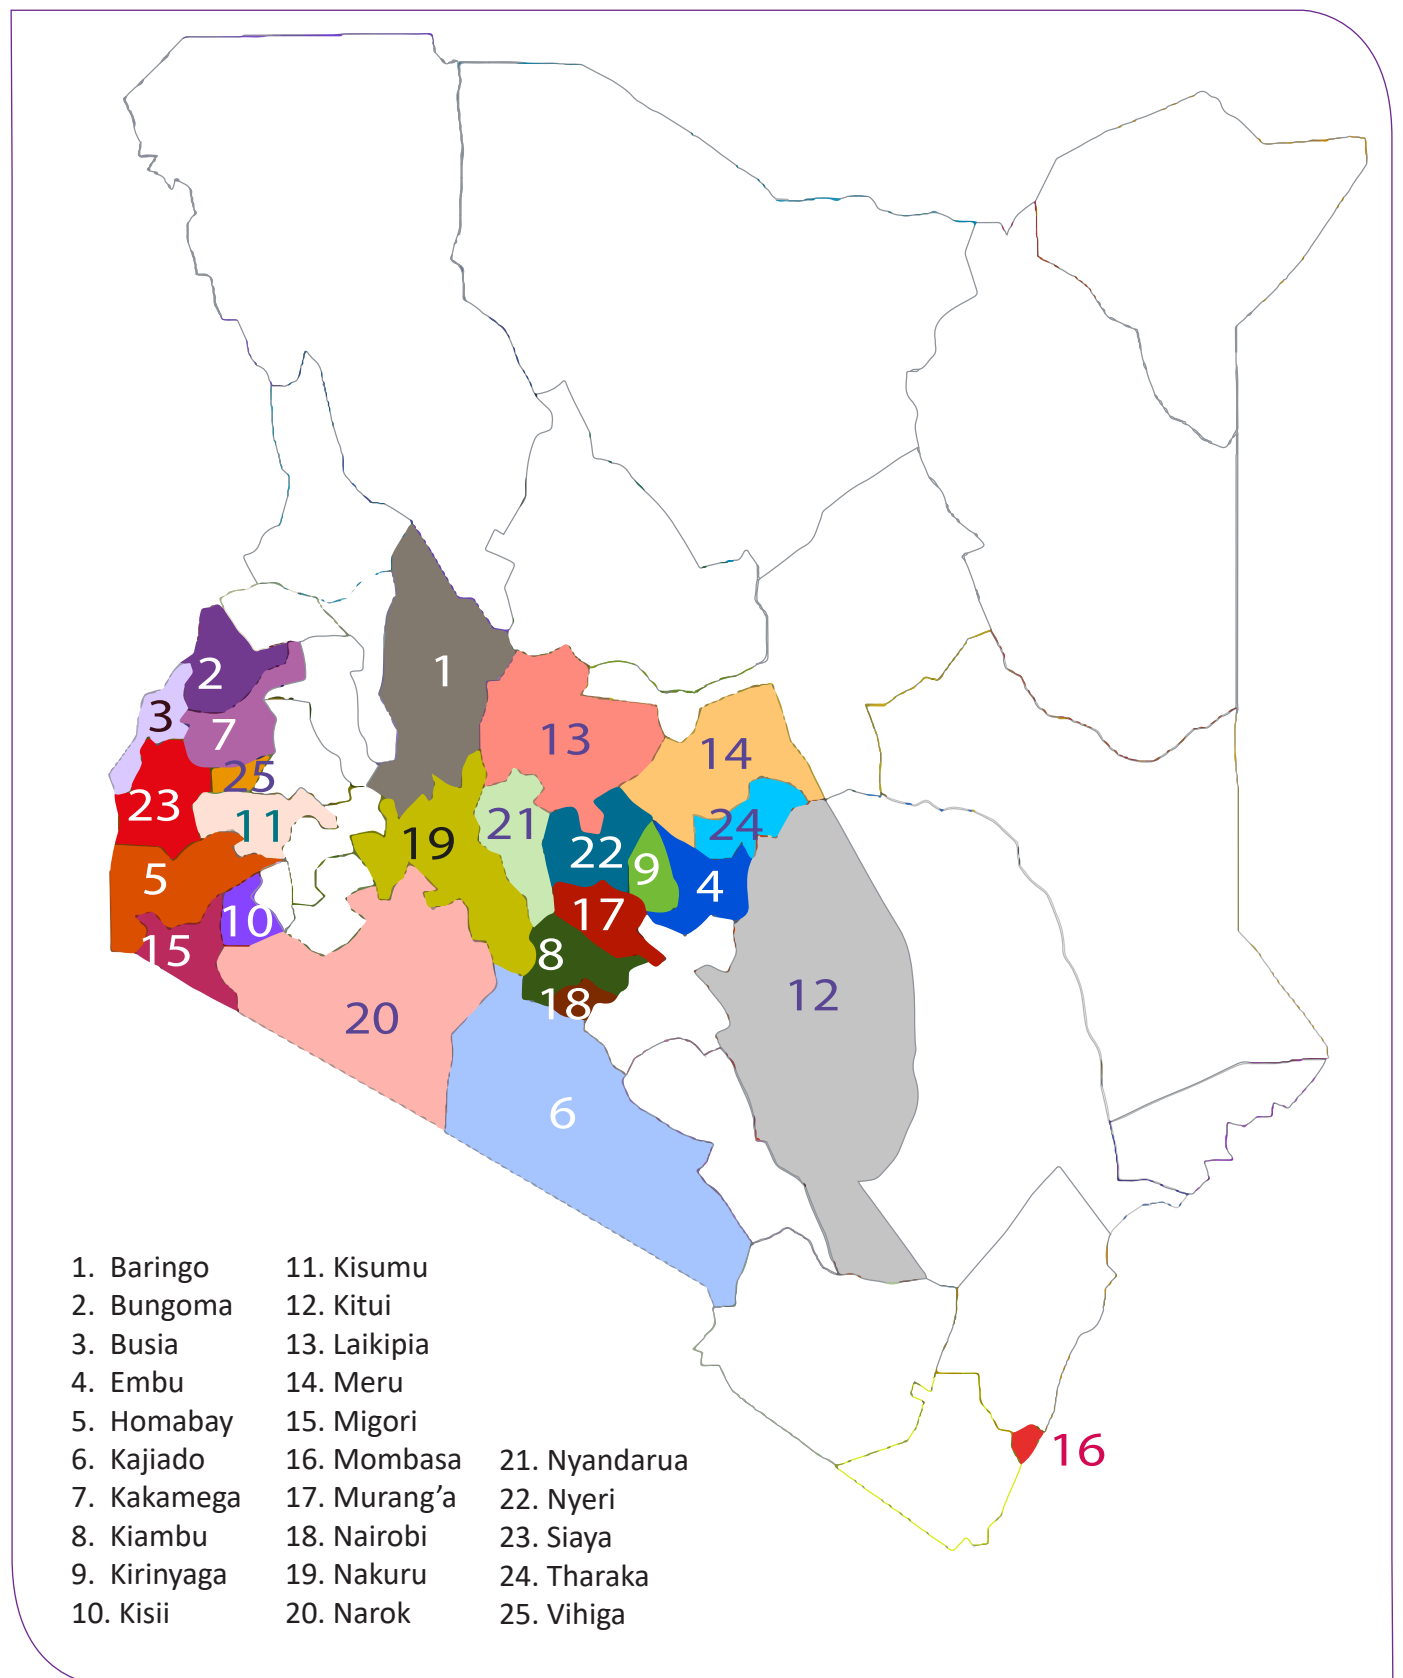 1
2
3
13
7
14
25
23
24
11
21
19
22
9
5
4
10
17
15
8
12
18
20
6
16
1. Baringo
2. Bungoma
3. Busia
4. Embu
5. Homabay
6. Kajiado
7. Kakamega
8. Kiambu
9. Kirinyaga
10. Kisii
11. Kisumu
12. Kitui
13. Laikipia
14. Meru
15. Migori
16. Mombasa
17. Murang’a
18. Nairobi
19. Nakuru
20. Narok
21. Nyandarua
22. Nyeri
23. Siaya
24. Tharaka
25. Vihiga